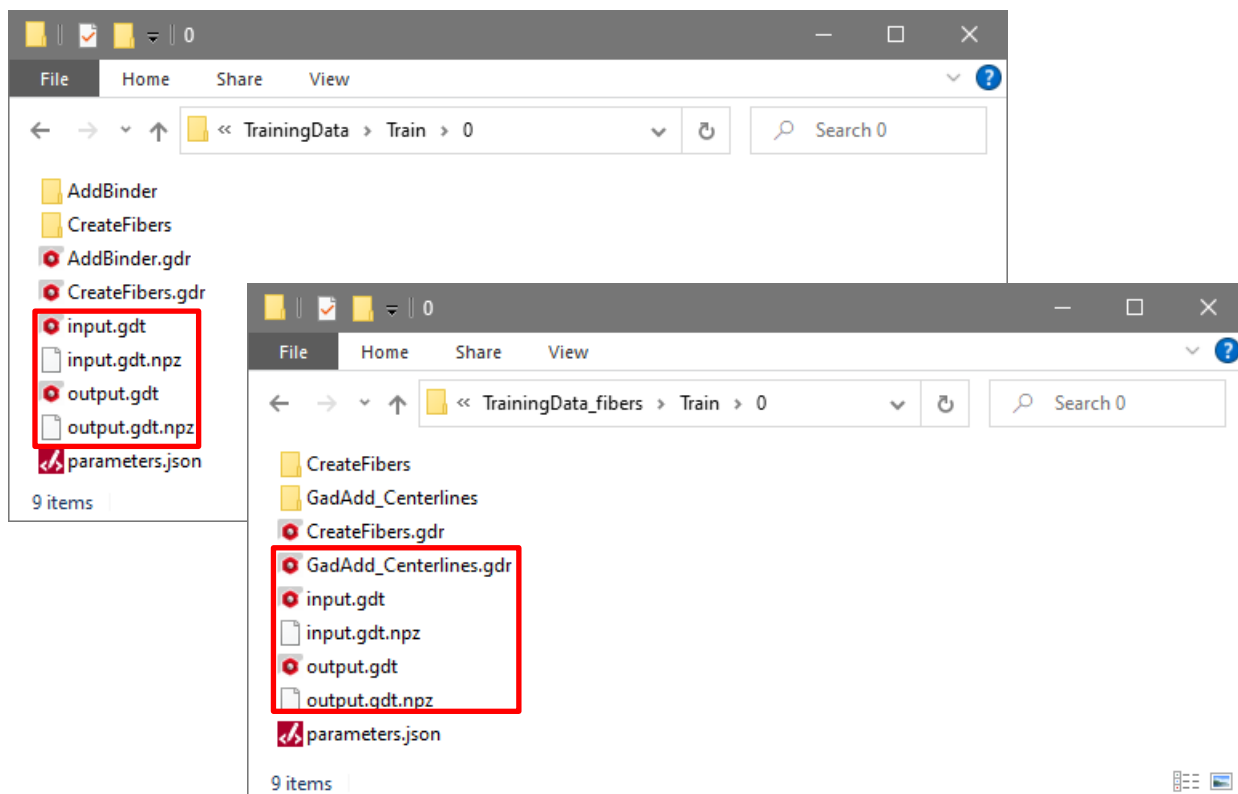 0
File Home Share View
« TrainingData > Train > 0
Search 0
AddBinder
CreateFibers
AddBinder.gdr
CreateFibers.gdr
input.gdt
input.gdt.npz
output.gdt
output.gdt.npz
parameters.json
9 items
0
File Home Share View
« TrainingData_fibers > Train > 0
Search 0
CreateFibers
GadAdd_Centerlines
CreateFibers.gdr
GadAdd_Centerlines.gdr
input.gdt
input.gdt.npz
output.gdt
output.gdt.npz
parameters.json
9 items